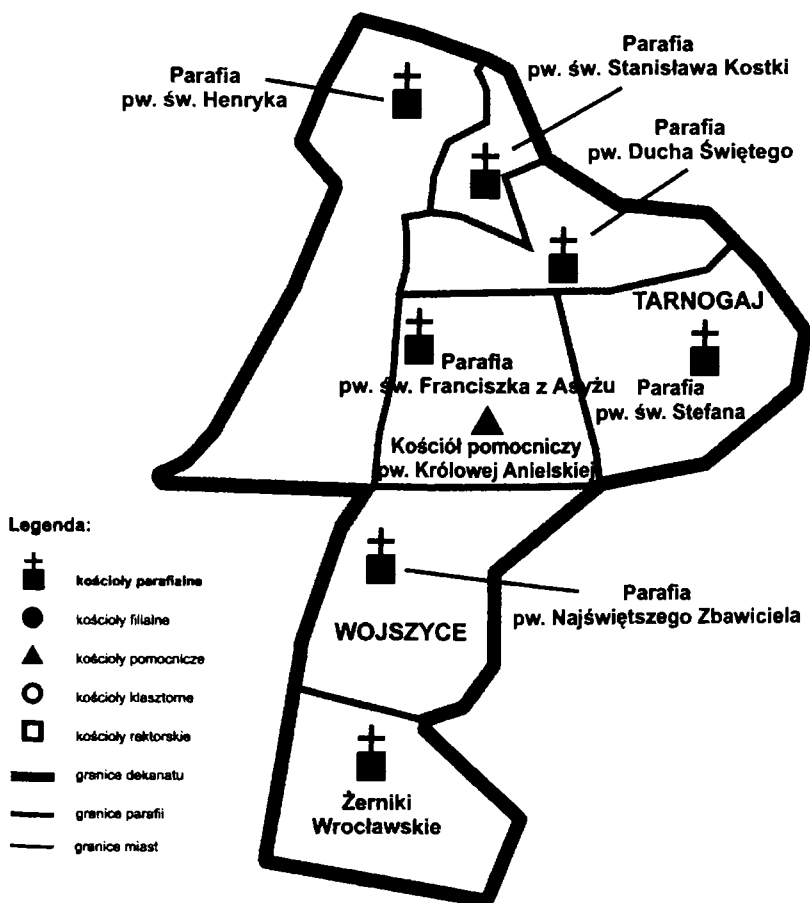 Parafia
pw. św. Henryka
Parafia
pw. św. Stanisława Kostki
Parafia
pw. Ducha Świętego
TARNOGAJ
Parafia
pw. św. Franciszka z Asyżu
Parafia
pw. św. Stefana
Kościół pomocniczy
pw. Królowej Anielskiej
Parafia
pw. Najświętszego Zbawiciela
WOJSZYCE
Żerniki
Wrocławskie
Legenda:
kościoły parafialne
kościoły filialne
kościoły pomocnicze
kościoły klasztorne
kościoły rektorskie
granice dekanatu
granice parafii
granice miast